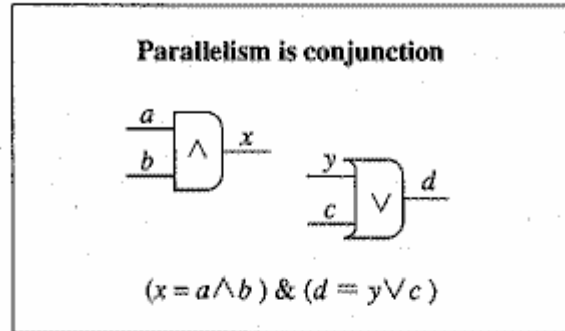 Parallelism is conjunction
a
b
∧
x
y
c
∨
d
(x = a∧b) & (d = y∨c)